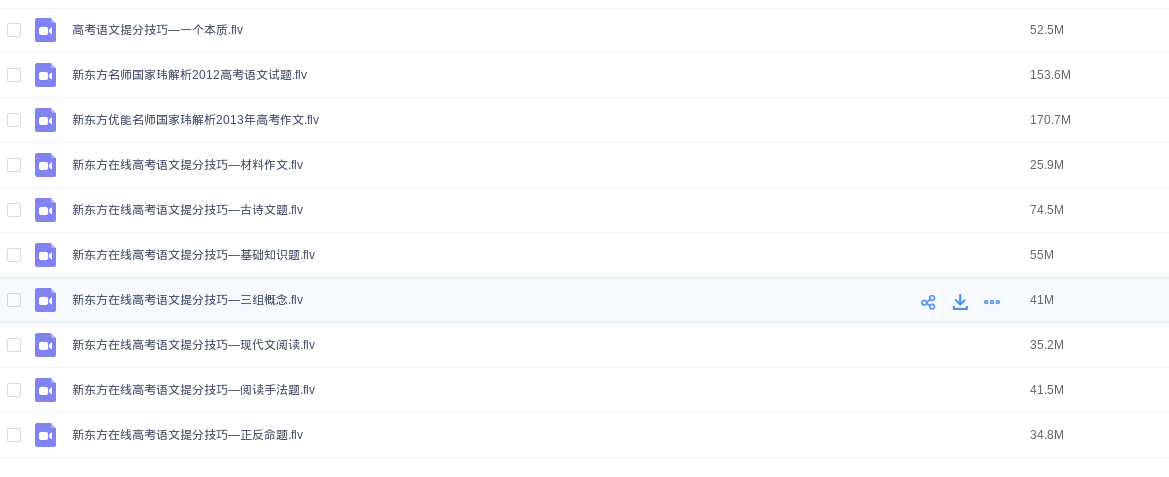 高考语文提分技巧—一个本质.flv 52.5M
新东方名师国家玮解析2012高考语文试题.flv 153.6M
新东方优能名师国家玮解析2013年高考作文.flv 170.7M
新东方在线高考语文提分技巧—材料作文.flv 25.9M
新东方在线高考语文提分技巧—古诗文题.flv 74.5M
新东方在线高考语文提分技巧—基础知识题.flv 55M
新东方在线高考语文提分技巧—三组概念.flv 41M
新东方在线高考语文提分技巧—现代文阅读.flv 35.2M
新东方在线高考语文提分技巧—阅读手法题.flv 41.5M
新东方在线高考语文提分技巧—正反命题.flv 34.8M